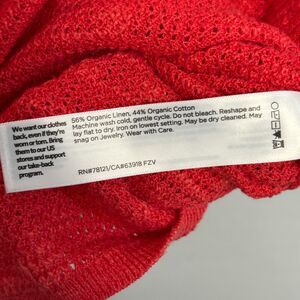 We want our clothes
back, even if they're
worn or torn. Bring
them to our US
stores and support
our take-back
program.
56% Organic Linen, 44% Organic Cotton
Machine wash cold, gentle cycle. Do not bleach. Reshape and
lay flat to dry. Iron on lowest setting. May be dry cleaned. May
snag on Jewelry. Wear with Care.
RN#78121/CA#63918 FZV